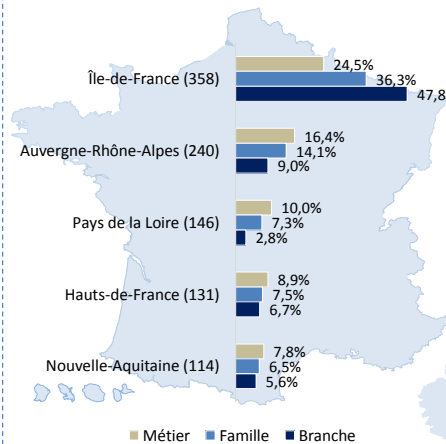 24,5%
Île-de-France (358) 36,3%
47,8
16,4%
Auvergne-Rhône-Alpes (240) 14,1%
9,0%
10,0%
Pays de la Loire (146) 7,3%
2,8%
8,9%
Hauts-de-France (131) 7,5%
6,7%
7,8%
Nouvelle-Aquitaine (114) 6,5%
5,6%
Métier Famille Branche